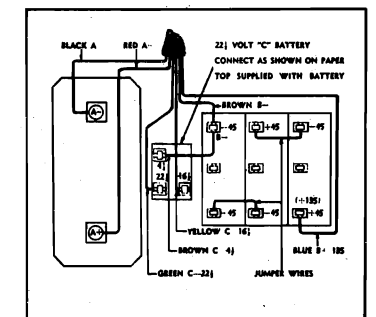 BLACK A
RED A--
22½ VOLT "C" BATTERY
CONNECT AS SHOWN ON PAPER
TOP SUPPLIED WITH BATTERY
BROWN B--
A-
- 45
+45
- 45
B-
4½
22½
-16½
(+135)
A+
- 45
- 45
+45
YELLOW C 16½
BROWN C 4½
BLUE B+ 135
GREEN C--22½
JUMPER WIRES